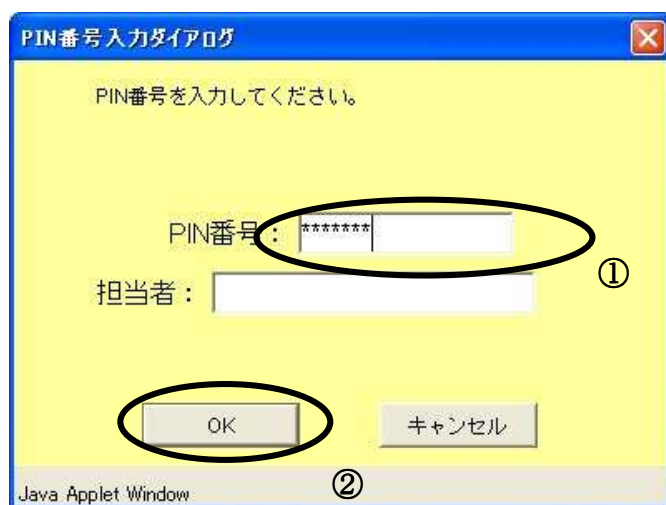 PIN番号入力ダイアログ
PIN番号を入力してください。
PIN番号： *******
①
担当者：
OK キャンセル
②
Java Applet Window